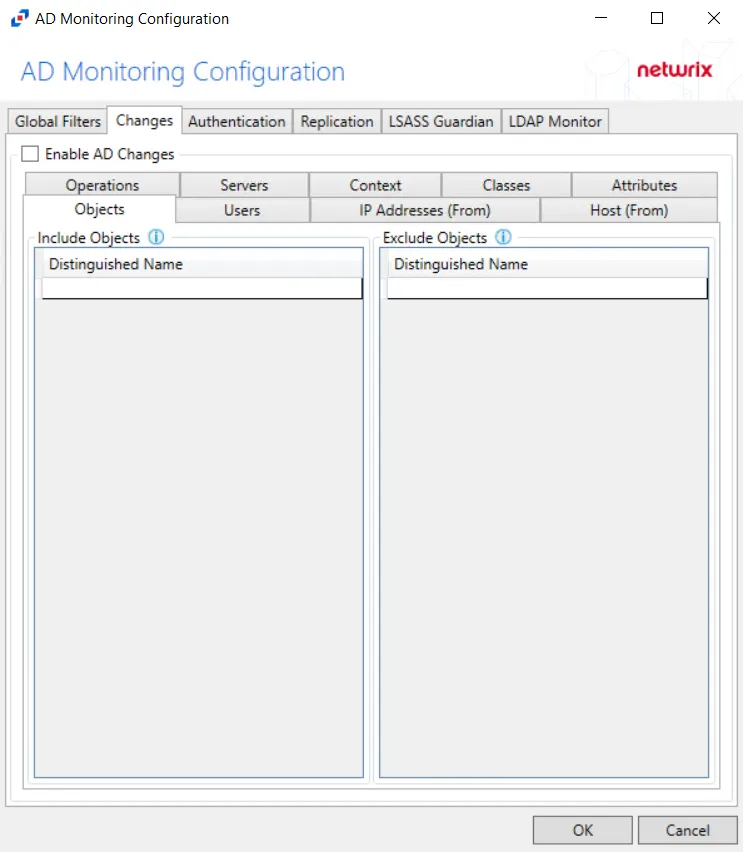 AD Monitoring Configuration
AD Monitoring Configuration
netwrix
Global Filters Changes Authentication Replication LSASS Guardian LDAP Monitor
Enable AD Changes
Operations Servers Context Classes Attributes
Objects Users IP Addresses (From) Host (From)
Include Objects Exclude Objects
Distinguished Name Distinguished Name
OK Cancel